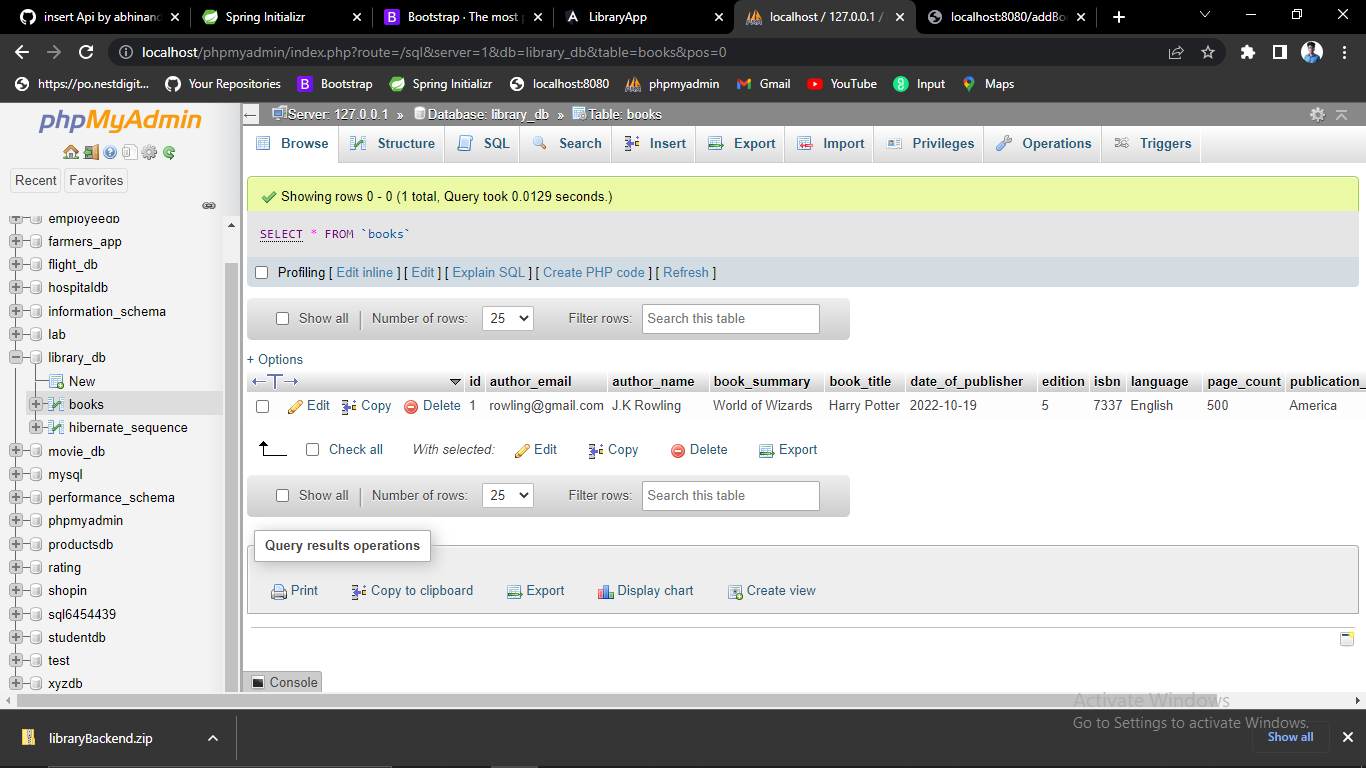 insert Api by abhinand
Spring Initializr
Bootstrap · The most
LibraryApp
localhost / 127.0.0.1 /
localhost:8080/addBo
localhost/phpmyadmin/index.php?route=/sql&server=1&db=library_db&table=books&pos=0
https://po.nestdigit...
Your Repositories
Bootstrap
Spring Initializr
localhost:8080
phpmyadmin
Gmail
YouTube
Input
Maps
phpMyAdmin
Recent
Favorites
employeedb
farmers_app
flight_db
hospitaldb
information_schema
lab
library_db
New
books
hibernate_sequence
movie_db
mysql
performance_schema
phpmyadmin
productsdb
rating
shopin
sql6454439
studentdb
test
xyzdb
Server: 127.0.0.1 » Database: library_db » Table: books
Browse
Structure
SQL
Search
Insert
Export
Import
Privileges
Operations
Triggers
Showing rows 0 - 0 (1 total, Query took 0.0129 seconds.)
SELECT * FROM `books`
Profiling [ Edit inline ] [ Edit ] [ Explain SQL ] [ Create PHP code ] [ Refresh ]
Show all | Number of rows: 25 Filter rows: Search this table
+ Options
id author_email author_name book_summary book_title date_of_publisher edition isbn language page_count publication_
Edit Copy Delete 1 rowling@gmail.com J.K Rowling World of Wizards Harry Potter 2022-10-19 5 7337 English 500 America
Check all With selected: Edit Copy Delete Export
Show all | Number of rows: 25 Filter rows: Search this table
Query results operations
Print Copy to clipboard Export Display chart Create view
Console
Activate Windows
Go to Settings to activate Windows.
libraryBackend.zip
Show all